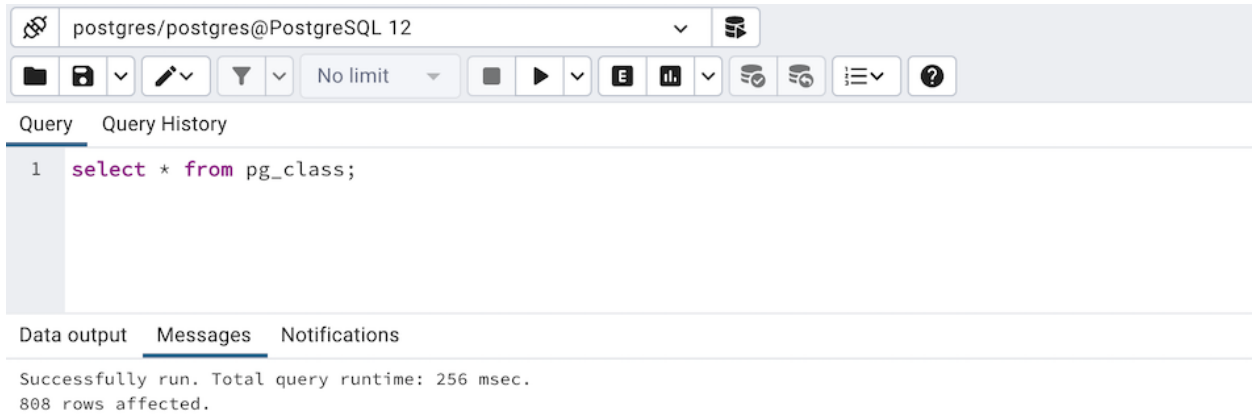 postgres/postgres@PostgreSQL 12
No limit
E
Query Query History
1 select * from pg_class;
Data output Messages Notifications
Successfully run. Total query runtime: 256 msec.
808 rows affected.